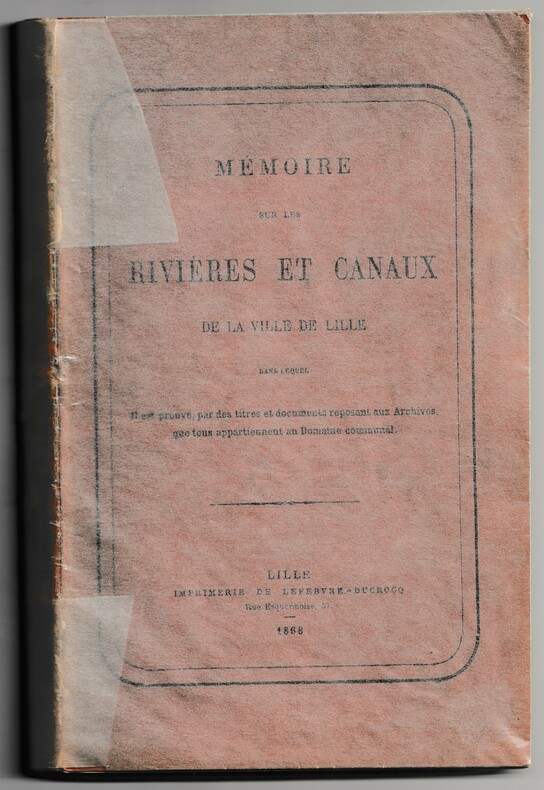 MÉMOIRE
SUR LES
RIVIÈRES ET CANAUX
DE LA VILLE DE LILLE
DANS LEQUEL
Il est prouvé, par des titres et documents reposant aux Archives,
que tous appartiennent au Domaine communal.
LILLE
IMPRIMERIE DE LEFEBVRE-DUCROCQ
Rue Esquermoise, 57.
1868